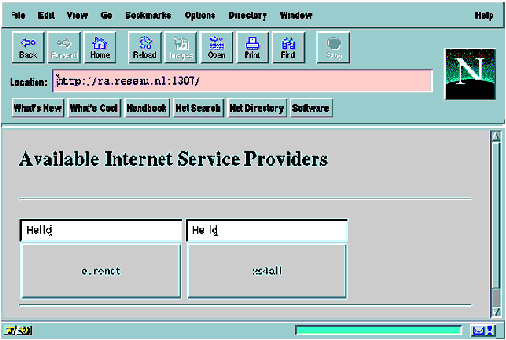 File Edit View Go Bookmarks Options Directory Window Help
Back Forward Home Reload Images Open Print Find Stop
Location: http://ra.reseau.nl:1307/
What's New What's Cool Handbook Net Search Net Directory Software
N
Available Internet Service Providers
Hello Hello
euronet xs4all